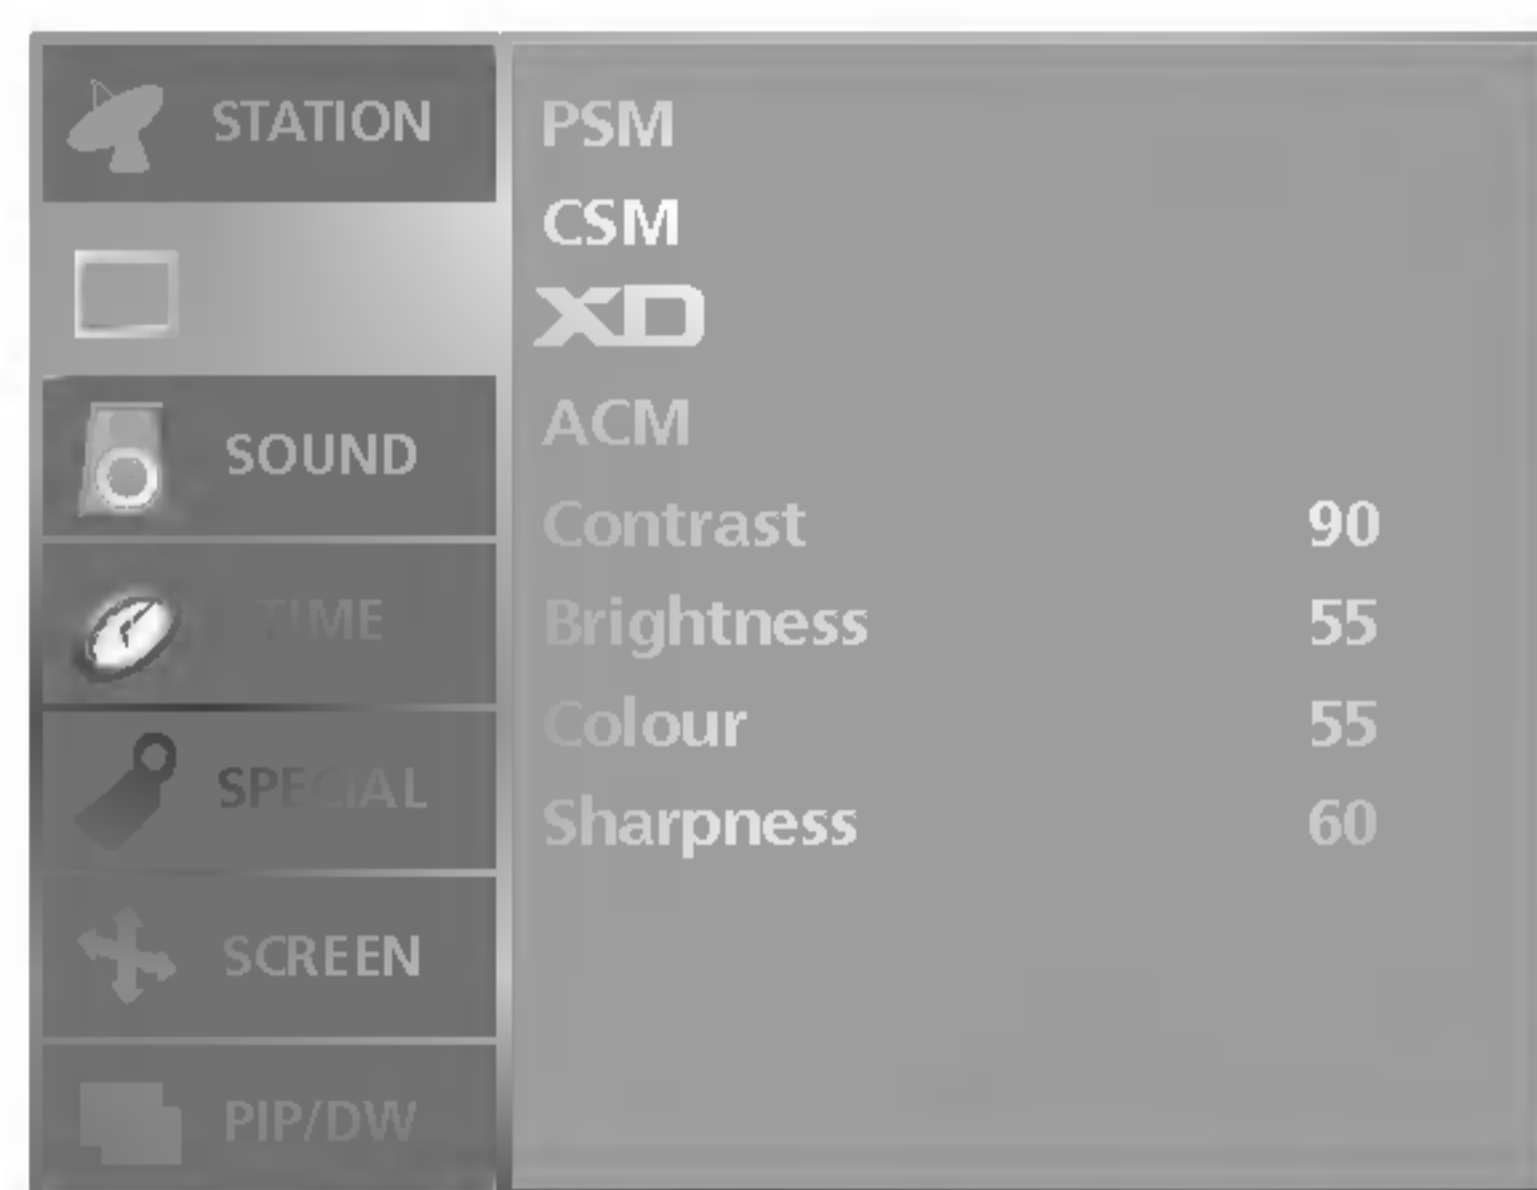 STATION
SOUND
TIME
SPECIAL
SCREEN
PIP/DW
PSM
CSM
XD
ACM
Contrast 90
Brightness 55
Colour 55
Sharpness 60